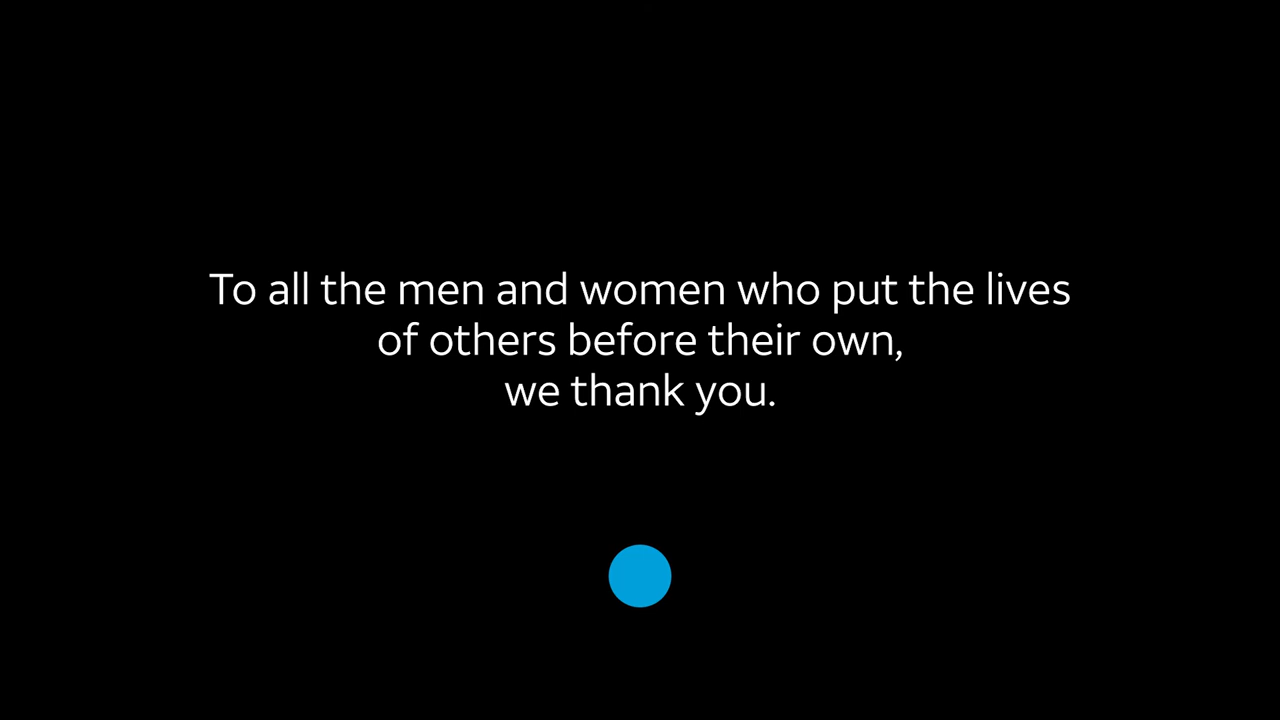 To all the men and women who put the lives
of others before their own,
we thank you.